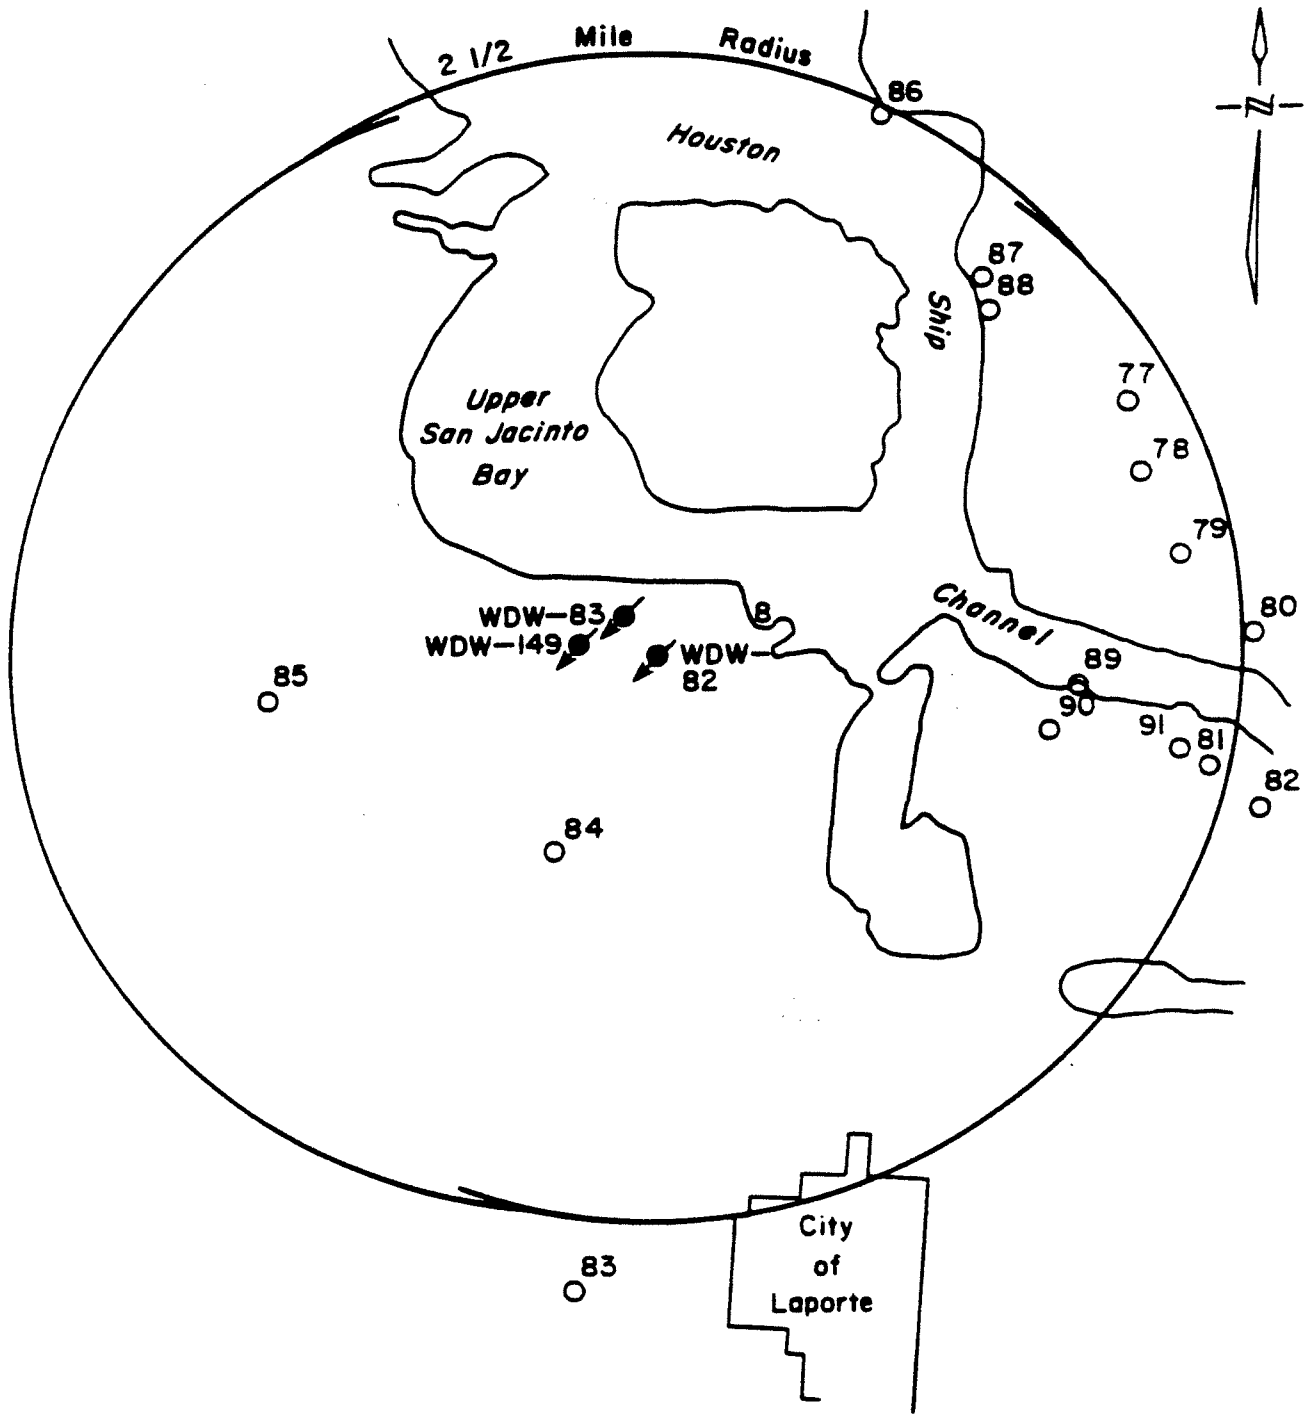 2 1/2 Mile Radius
86
N
Houston
87
88
Ship
77
Upper
San Jacinto
Bay
78
79
Channel
80
WDW-83
8
WDW-149
WDW-
82
89
85
90
91
81
82
84
City
of
Laporte
83